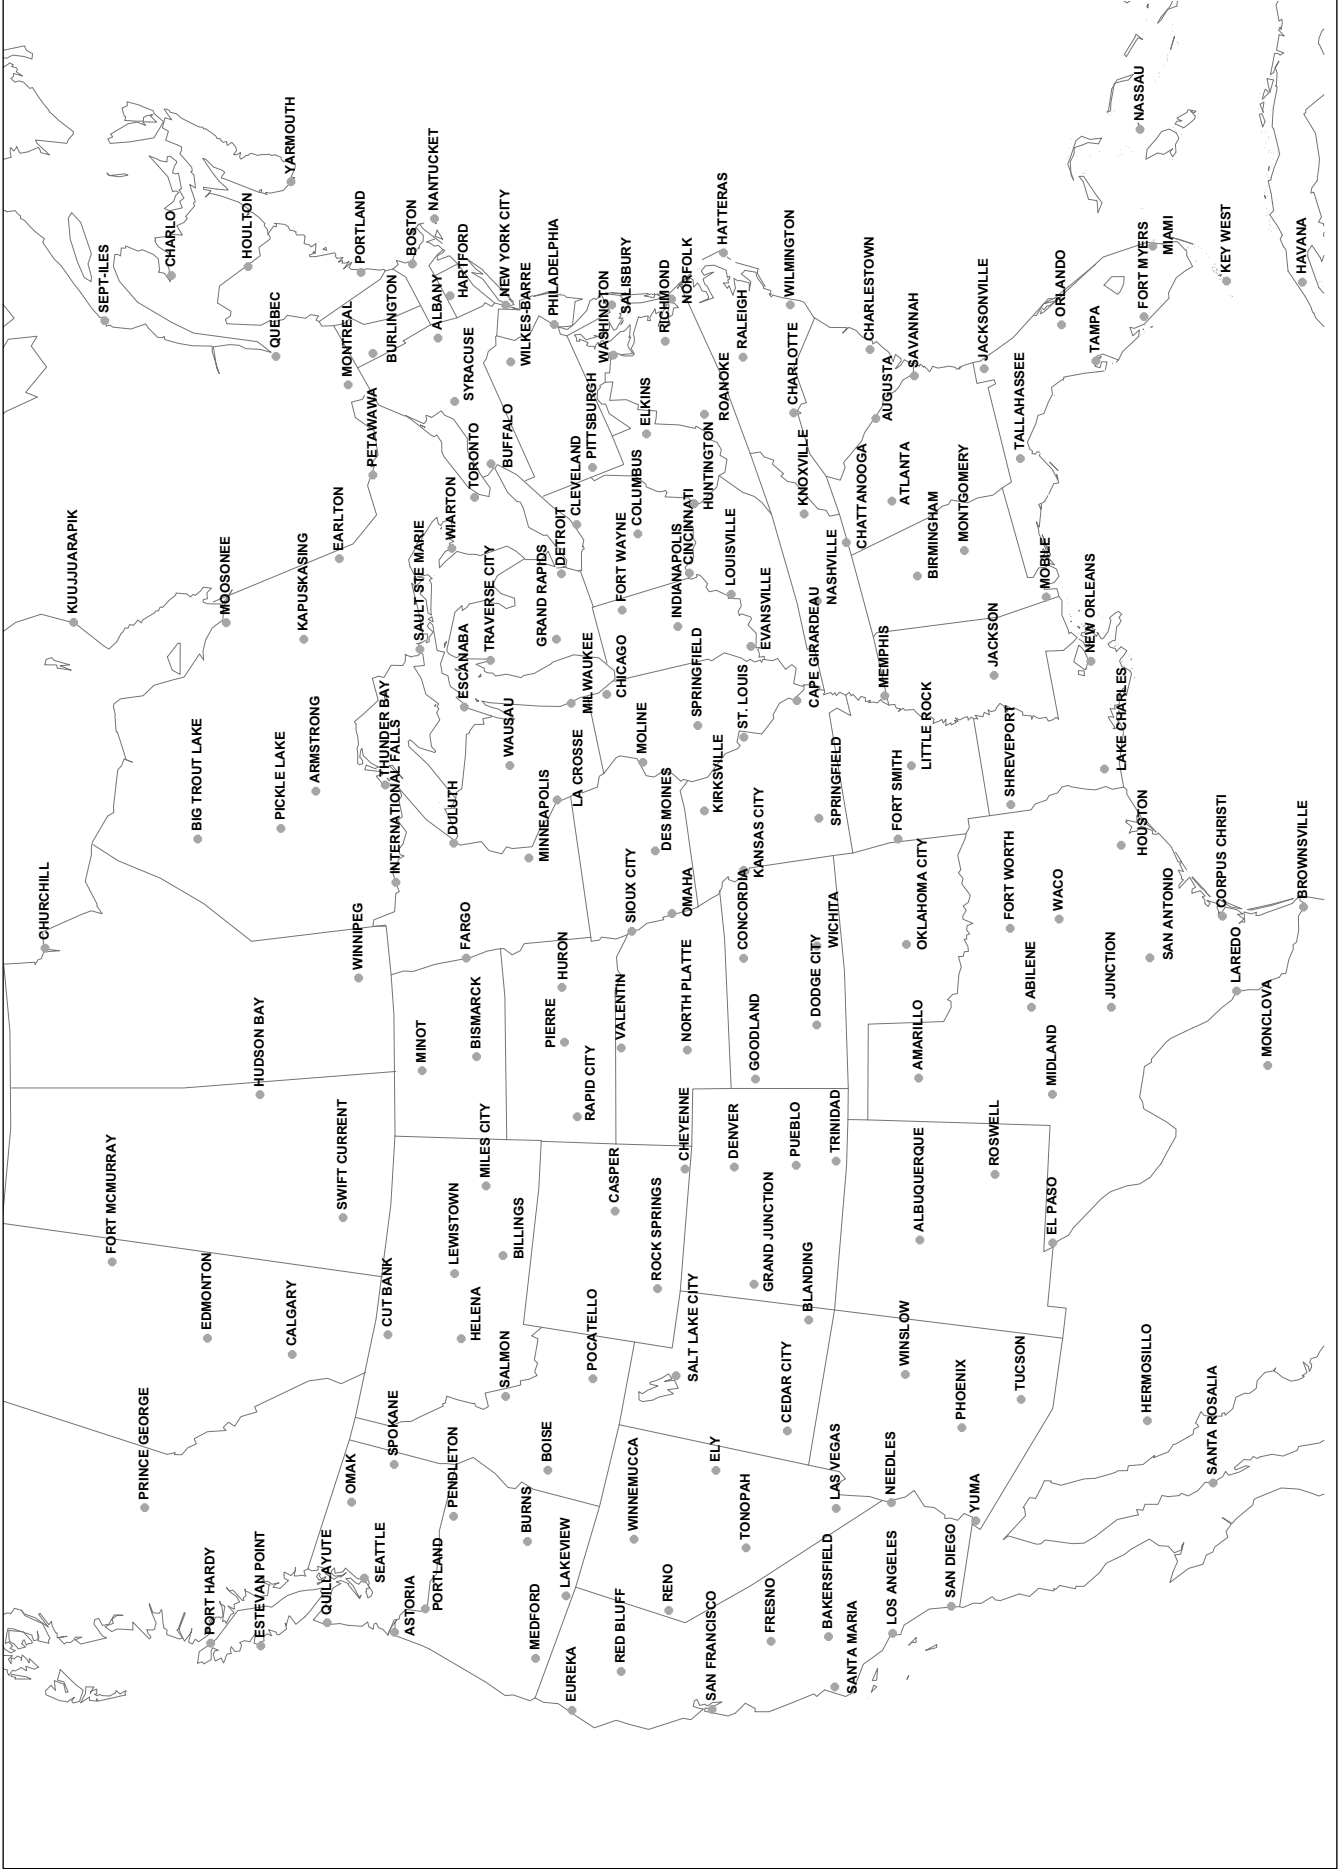 CHURCHILL
KUUJJUARAPIK
SEPT-ILES
FORT MCMURRAY
PRINCE GEORGE
BIG TROUT LAKE
MOOSONEE
CHARLO
PORT HARDY
EDMONTON
HUDSON BAY
PICKLE LAKE
KAPUSKASING
QUEBEC
HOULTON
ESTEVAN POINT
CALGARY
ARMSTRONG
EARLTON
YARMOUTH
QUILLAYUTE
OMAK
SWIFT CURRENT
WINNIPEG
THUNDER BAY
INTERNATIONAL FALLS
PETAWAWA
MONTREAL
PORTLAND
SEATTLE
SPOKANE
CUT BANK
MINOT
SAULT STE MARIE
BURLINGTON
BOSTON
NANTUCKET
ASTORIA
PORTLAND
PENDLETON
HELENA
LEWISTOWN
MILES CITY
BISMARCK
FARGO
DULUTH
ESCANABA
WIARTON
TORONTO
SYRACUSE
ALBANY
HARTFORD
SALMON
BILLINGS
WAUSAU
TRAVERSE CITY
BUFFALO
WILKES-BARRE
NEW YORK CITY
MEDFORD
BURNS
BOISE
PIERRE
HURON
MINNEAPOLIS
LA CROSSE
GRAND RAPIDS
DETROIT
CLEVELAND
PHILADELPHIA
EUREKA
LAKEVIEW
POCATELLO
RAPID CITY
MILWAUKEE
PITTSBURGH
WASHINGTON
SALISBURY
RED BLUFF
WINNEMUCCA
CASPER
VALENTIN
SIOUX CITY
CHICAGO
FORT WAYNE
COLUMBUS
ELKINS
RENO
ROCK SPRINGS
DES MOINES
MOLINE
RICHMOND
NORFOLK
SALT LAKE CITY
CHEYENNE
NORTH PLATTE
OMAHA
INDIANAPOLIS
CINCINNATI
HUNTINGTON
ROANOKE
HATTERAS
SAN FRANCISCO
ELY
KIRKSVILLE
SPRINGFIELD
LOUISVILLE
RALEIGH
TONOPAH
DENVER
GOODLAND
CONCORDIA
KANSAS CITY
ST. LOUIS
EVANSVILLE
FRESNO
CEDAR CITY
GRAND JUNCTION
PUEBLO
CHARLOTTE
WILMINGTON
BAKERSFIELD
LAS VEGAS
BLANDING
TRINIDAD
DODGE CITY
WICHITA
SPRINGFIELD
CAPE GIRARDEAU
NASHVILLE
KNOXVILLE
SANTA MARIA
CHATTANOOGA
CHARLESTOWN
LOS ANGELES
NEEDLES
WINSLOW
ALBUQUERQUE
AMARILLO
OKLAHOMA CITY
FORT SMITH
LITTLE ROCK
MEMPHIS
BIRMINGHAM
ATLANTA
AUGUSTA
SAVANNAH
SAN DIEGO
YUMA
PHOENIX
ROSWELL
FORT WORTH
SHREVEPORT
JACKSON
MONTGOMERY
JACKSONVILLE
TUCSON
EL PASO
MIDLAND
ABILENE
WACO
MOBILE
TALLAHASSEE
ORLANDO
JUNCTION
HOUSTON
LAKE CHARLES
NEW ORLEANS
TAMPA
HERMOSILLO
SAN ANTONIO
FORT MYERS
MIAMI
NASSAU
SANTA ROSALIA
LAREDO
CORPUS CHRISTI
KEY WEST
MONCLOVA
BROWNSVILLE
HAVANA